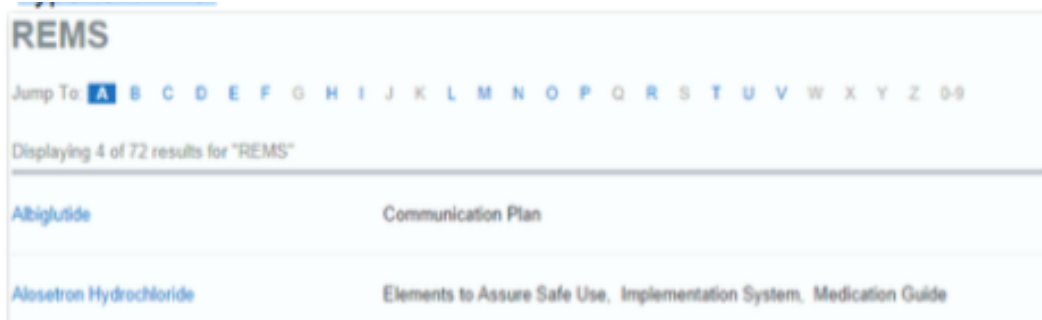 REMS
Jump To: A B C D E F G H I J K L M N O P Q R S T U V W X Y Z 0-9
Displaying 4 of 72 results for "REMS"
Albiglutide Communication Plan
Alosetron Hydrochloride Elements to Assure Safe Use, Implementation System, Medication Guide